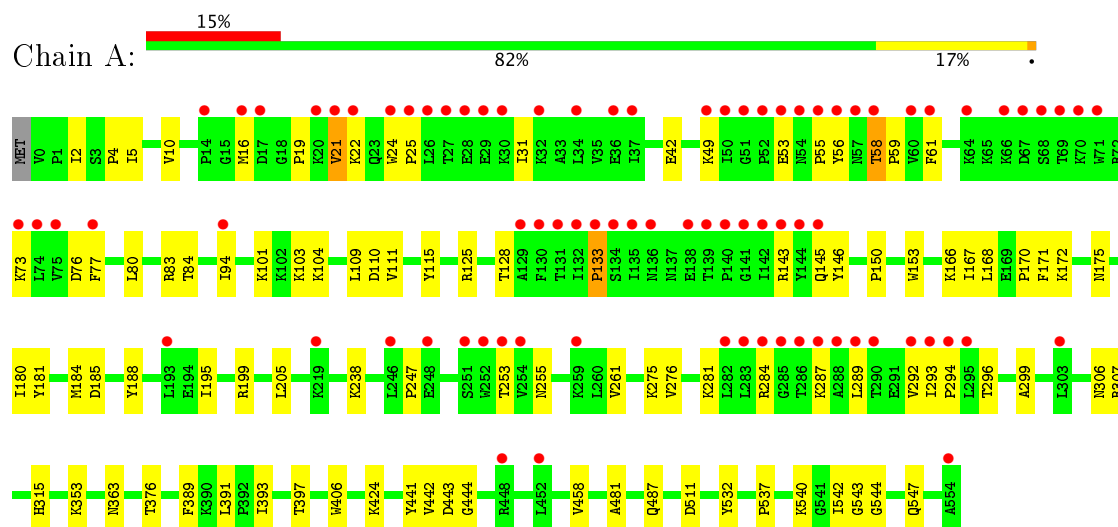 15%
Chain A:
82% 17% •
MET V0 P1 I2 S3 P4 I5 V10 P14 G15 M16 D17 G18 P19 K20 V21 K22 Q23 W24 P25 L26 T27 E28 E29 K30 I31 K32 A33 L34 V35 E36 I37 E42 K49 I50 G51 P52 E53 N54 P55 Y56 N57 T58 P59 V60 F61 K64 K65 K66 D67 S68 T69 K70 W71 R72
K73 L74 V75 D76 F77 L80 R83 T84 I94 K101 K102 K103 K104 L109 D110 V111 Y115 R125 T128 A129 F130 T131 I132 P133 S134 I135 N136 N137 E138 T139 P140 G141 I142 R143 Y144 Q145 Y146 P150 W153 K166 I167 L168 E169 P170 F171 K172 N175
I180 Y181 M184 D185 Y188 L193 E194 I195 R199 L205 K219 K238 L246 P247 E248 S251 W252 T253 V254 N255 K259 L260 V261 K275 V276 K281 L282 L283 R284 G285 T286 K287 A288 L289 T290 E291 V292 I293 P294 L295 T296 A299 L303 N306 R307
H315 K353 N363 T376 F389 K390 L391 P392 I393 T397 W406 K424 Y441 V442 D443 G444 R448 L452 V458 A481 Q487 D511 Y532 P537 K540 G541 I542 G543 G544 Q547 A554